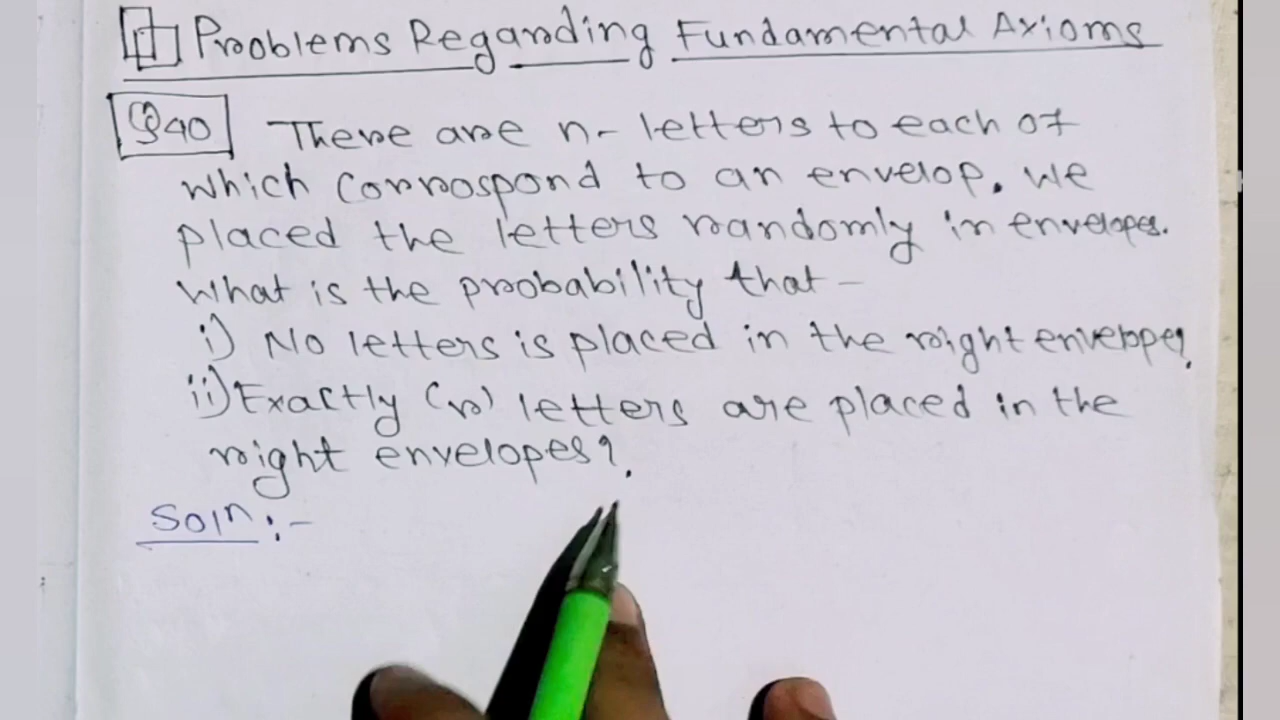 Problems Regarding Fundamental Axioms
Q40 There are n- letters to each of
which correspond to an envelop. We
placed the letters randomly in envelopes.
What is the probability that –
i) No letters is placed in the right envelopes.
ii) Exactly (r) letters are placed in the
right envelopes?.
Solⁿ:-